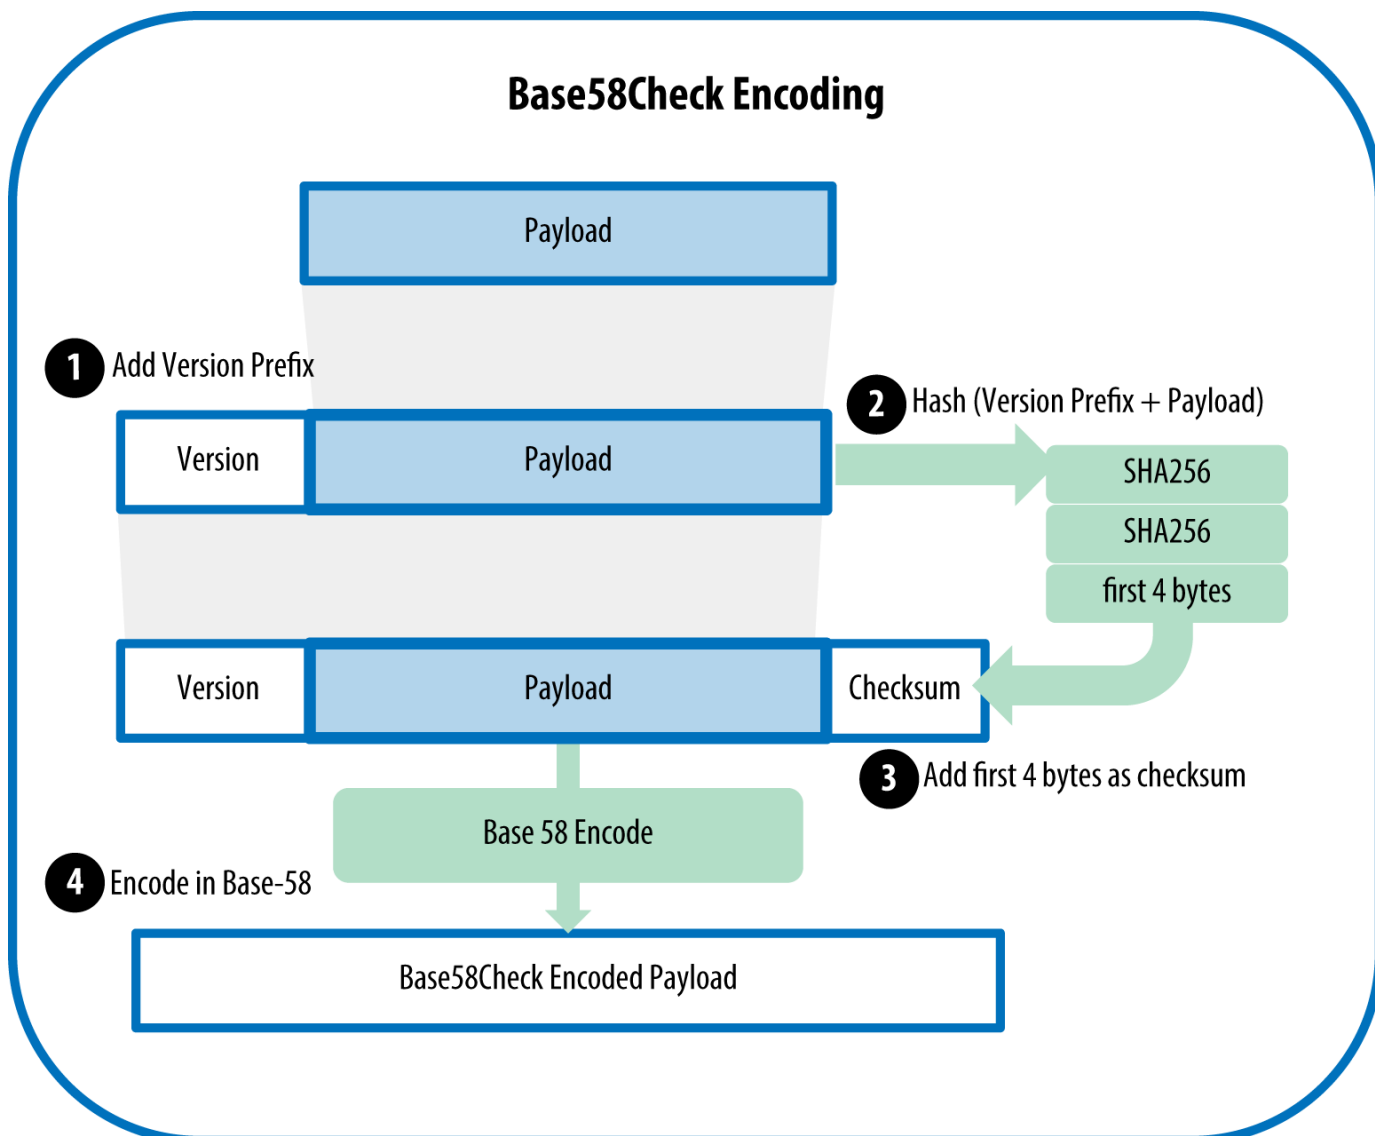 Base58Check Encoding
Payload
1 Add Version Prefix
2 Hash (Version Prefix + Payload)
Version
Payload
SHA256
SHA256
first 4 bytes
Version
Payload
Checksum
3 Add first 4 bytes as checksum
Base 58 Encode
4 Encode in Base-58
Base58Check Encoded Payload